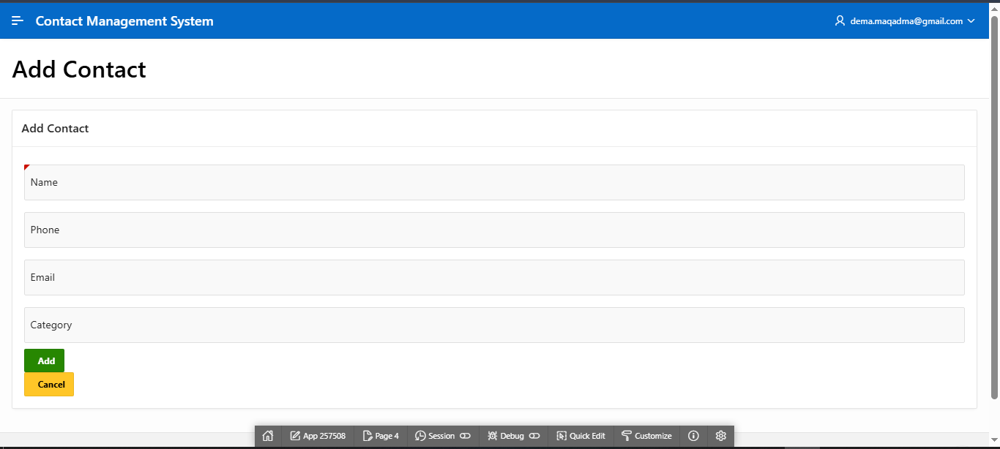 Contact Management System
dema.maqadma@gmail.com
Add Contact
Add Contact
Name
Phone
Email
Category
Add
Cancel
App 257508 Page 4 Session Debug Quick Edit Customize